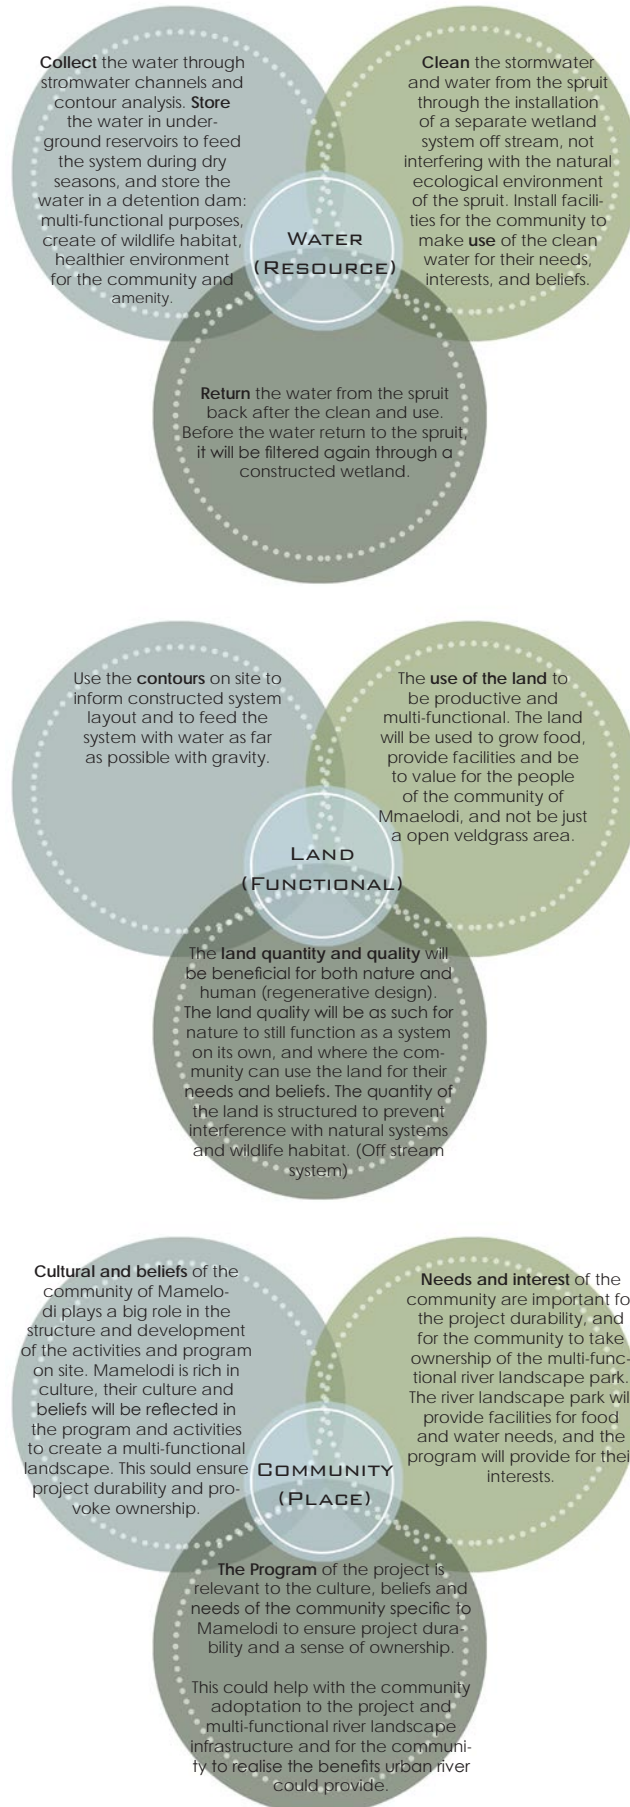 Collect the water through
stromwater channels and
contour analysis. Store
the water in under-
ground reservoirs to feed
the system during dry
seasons, and store the
water in a detention dam:
multi-functional purposes,
create of wildlife habitat,
healthier environment
for the community and
amenity.
Clean the stormwater
and water from the spruit
through the installation
of a separate wetland
system off stream, not
interfering with the natural
ecological environment
of the spruit. Install facili-
ties for the community to
make use of the clean
water for their needs,
interests, and beliefs.
Water
(Resource)
Return the water from the spruit
back after the clean and use.
Before the water return to the spruit,
it will be filtered again through a
constructed wetland.
Use the contours on site to
inform constructed system
layout and to feed the
system with water as far
as possible with gravity.
The use of the land to
be productive and
multi-functional. The land
will be used to grow food,
provide facilities and be
to value for the people
of the community of
Mmaelodi, and not be just
a open veldgrass area.
Land
(Functional)
The land quantity and quality will
be beneficial for both nature and
human (regenerative design).
The land quality will be as such for
nature to still function as a system
on its own, and where the com-
munity can use the land for their
needs and beliefs. The quantity of
the land is structured to prevent
interference with natural systems
and wildlife habitat. (Off stream
system)
Cultural and beliefs of the
community of Mamelo-
di plays a big role in the
structure and development
of the activities and program
on site. Mamelodi is rich in
culture, their culture and
beliefs will be reflected in
the program and activities
to create a multi-functional
landscape. This sould ensure
project durability and pro-
voke ownership.
Needs and interest of the
community are important fo
the project durability, and
for the community to take
ownership of the multi-func-
tional river landscape park.
The river landscape park wil
provide facilities for food
and water needs, and the
program will provide for thei
interests.
Community
(Place)
The Program of the project is
relevant to the culture, beliefs and
needs of the community specific to
Mamelodi to ensure project dura-
bility and a sense of ownership.
This could help with the community
adoptation to the project and
multi-functional river landscape
infrastructure and for the communi-
ty to realise the benefits urban river
could provide.